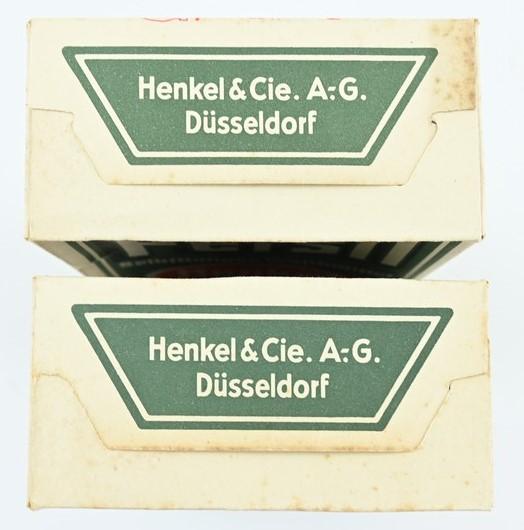 Henkel & Cie. A.-G.
Düsseldorf
Henkel & Cie. A.-G.
Düsseldorf